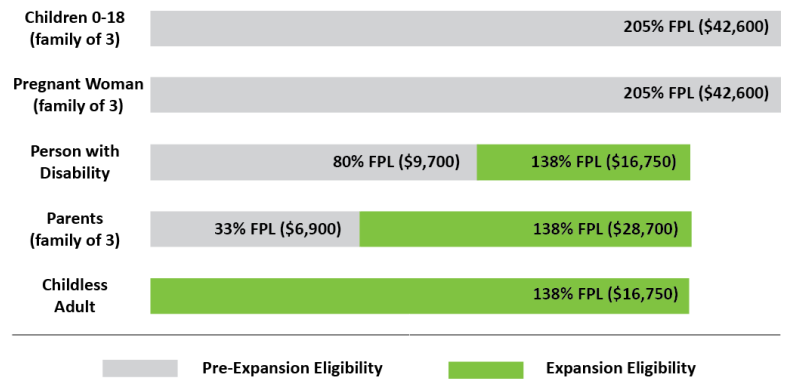 Children 0-18
(family of 3)
205% FPL ($42,600)
Pregnant Woman
(family of 3)
205% FPL ($42,600)
Person with
Disability
80% FPL ($9,700)
138% FPL ($16,750)
Parents
(family of 3)
33% FPL ($6,900)
138% FPL ($28,700)
Childless
Adult
138% FPL ($16,750)
Pre-Expansion Eligibility
Expansion Eligibility